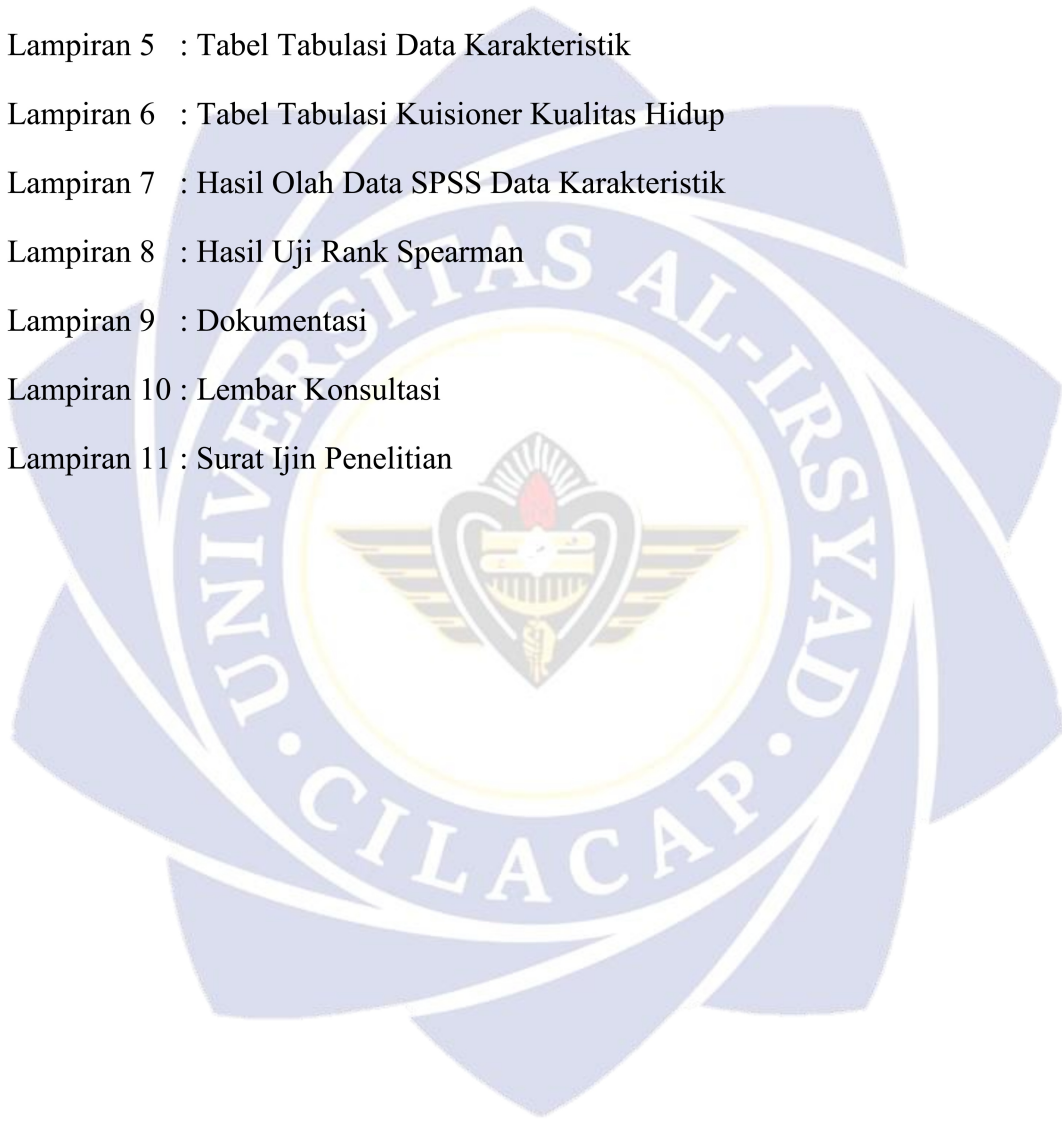 Lampiran 5 : Tabel Tabulasi Data Karakteristik
Lampiran 6 : Tabel Tabulasi Kuisioner Kualitas Hidup
Lampiran 7 : Hasil Olah Data SPSS Data Karakteristik
Lampiran 8 : Hasil Uji Rank Spearman
Lampiran 9 : Dokumentasi
Lampiran 10 : Lembar Konsultasi
Lampiran 11 : Surat Ijin Penelitian
UNIVERSITAS AL-IRSYAD
CILACAP